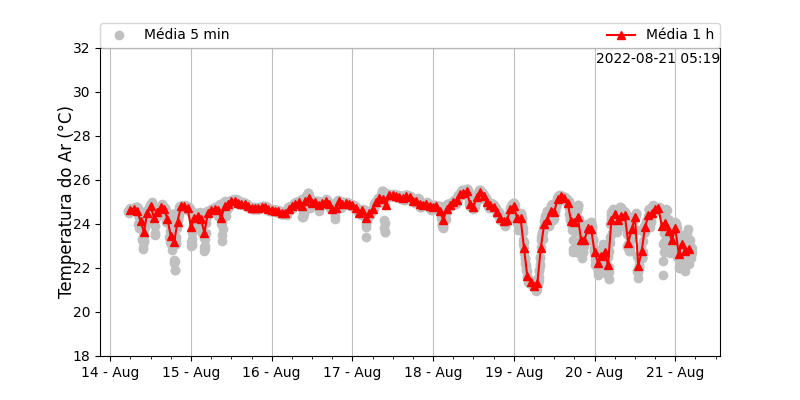 Média 5 min
Média 1 h
2022-08-21 05:19
Temperatura do Ar (°C)
32
30
28
26
24
22
20
18
14 - Aug
15 - Aug
16 - Aug
17 - Aug
18 - Aug
19 - Aug
20 - Aug
21 - Aug